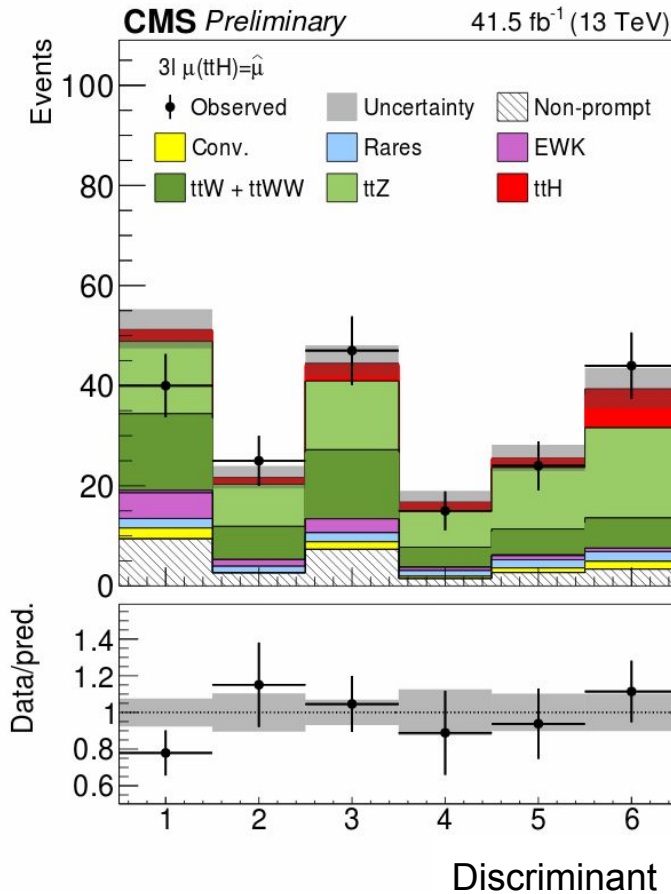 CMS Preliminary 41.5 fb⁻¹ (13 TeV)
Events
3l μ(ttH)=μ̂
Observed Uncertainty Non-prompt
Conv. Rares EWK
ttW + ttWW ttZ ttH
100
80
60
40
20
0
Data/pred.
1.4
1.2
1
0.8
0.6
1 2 3 4 5 6
Discriminant